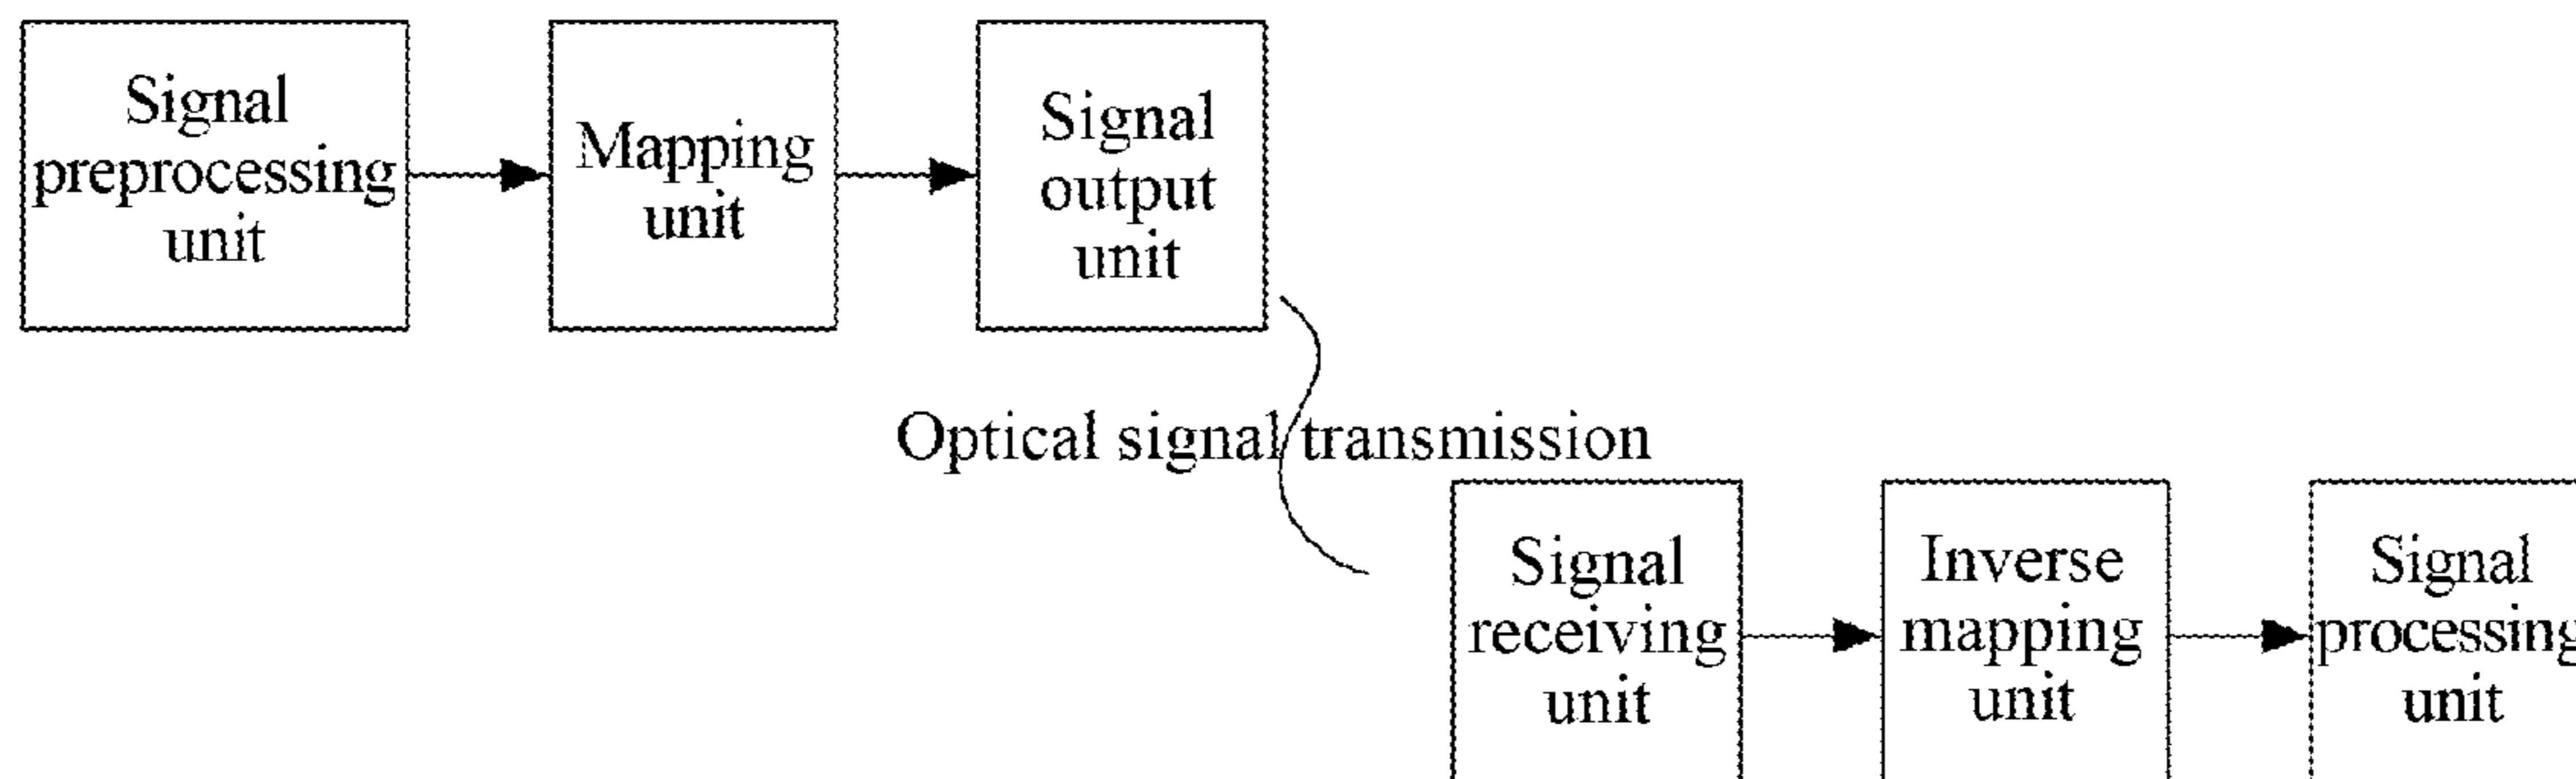 Signal
preprocessing
unit
Mapping
unit
Signal
output
unit
Optical signal transmission
Signal
receiving
unit
Inverse
mapping
unit
Signal
processing
unit